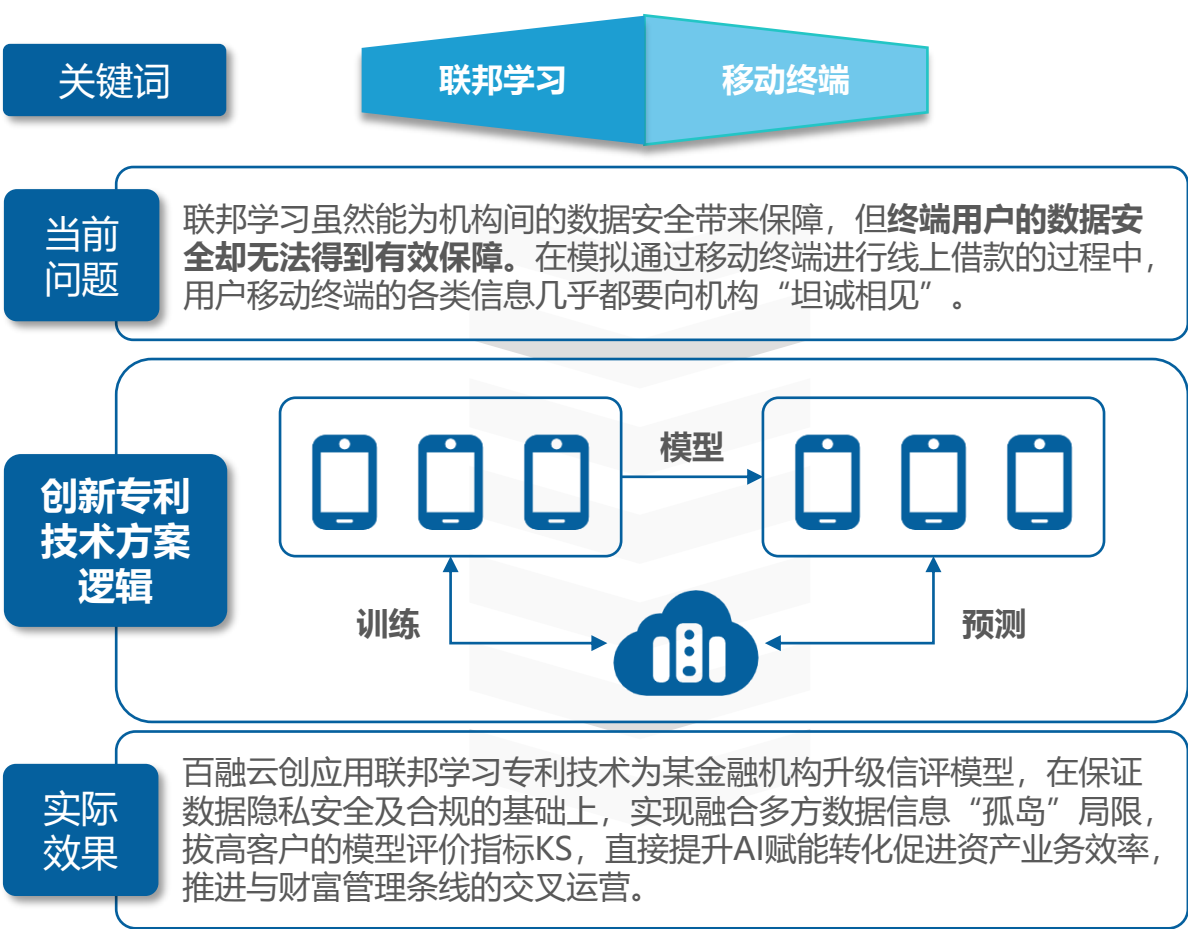 关键词
联邦学习
移动终端
当前
问题
联邦学习虽然能为机构间的数据安全带来保障，但终端用户的数据安
全却无法得到有效保障。在模拟通过移动终端进行线上借款的过程中，
用户移动终端的各类信息几乎都要向机构“坦诚相见”。
创新专利
技术方案
逻辑
模型
训练
预测
实际
效果
百融云创应用联邦学习专利技术为某金融机构升级信评模型，在保证
数据隐私安全及合规的基础上，实现融合多方数据信息“孤岛”局限，
拔高客户的模型评价指标KS，直接提升AI赋能转化促进资产业务效率，
推进与财富管理条线的交叉运营。